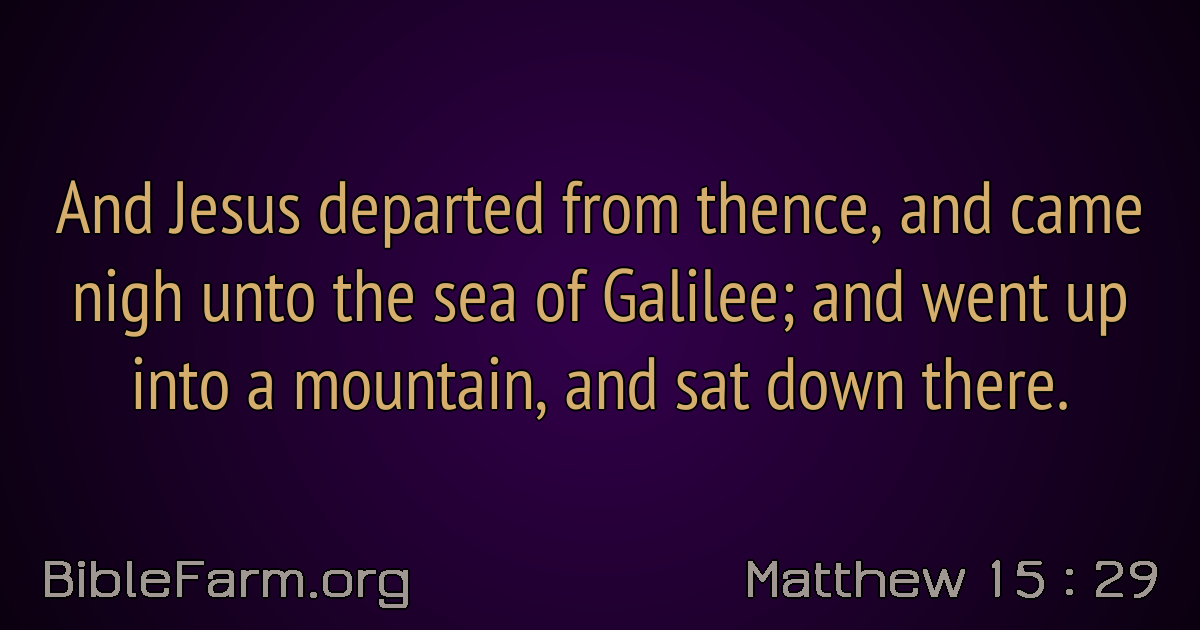 And Jesus departed from thence, and came
nigh unto the sea of Galilee; and went up
into a mountain, and sat down there.
BibleFarm.org
Matthew 15 : 29